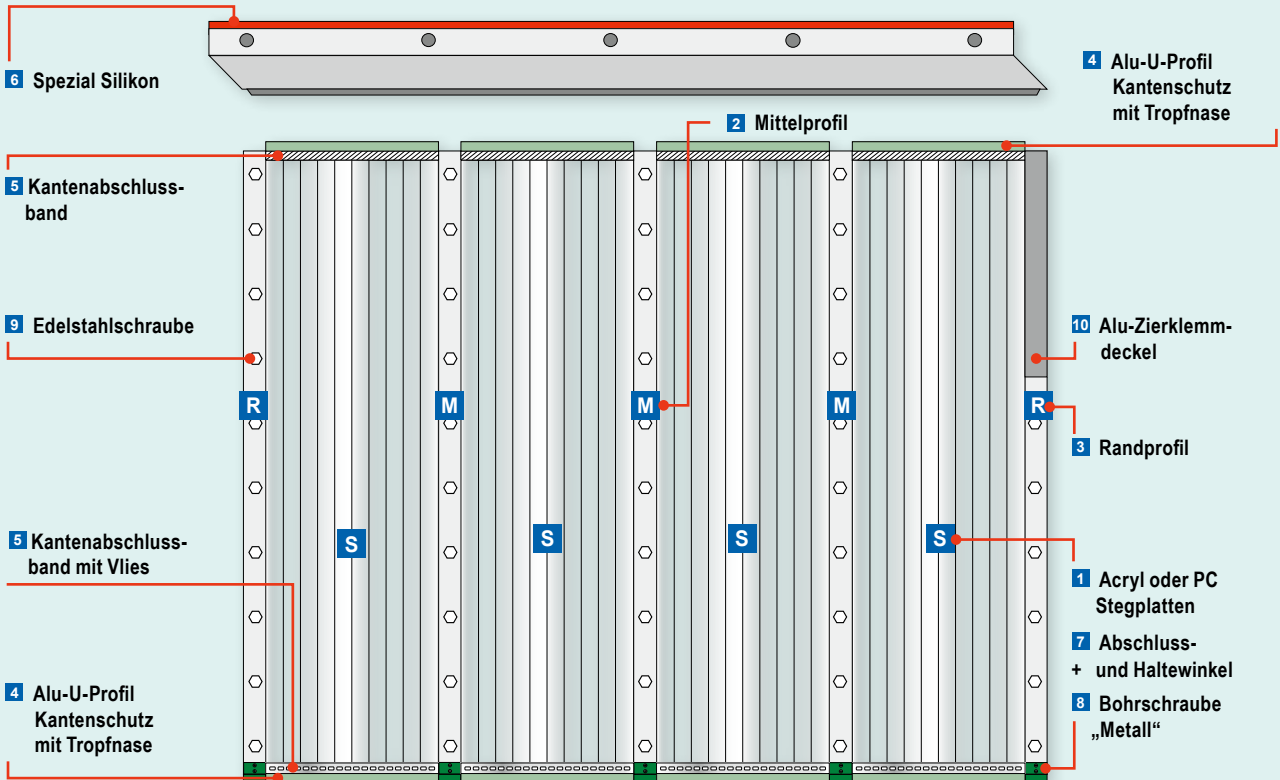 6 Spezial Silikon
4 Alu-U-Profil
Kantenschutz
mit Tropfnase
2 Mittelprofil
5 Kantenabschluss-
band
9 Edelstahlschraube
10 Alu-Zierklemm-
deckel
R M M M R
3 Randprofil
5 Kantenabschluss-
band mit Vlies
S S S S
1 Acryl oder PC
Stegplatten
7 Abschluss-
+ und Haltewinkel
4 Alu-U-Profil
Kantenschutz
mit Tropfnase
8 Bohrschraube
„Metall“